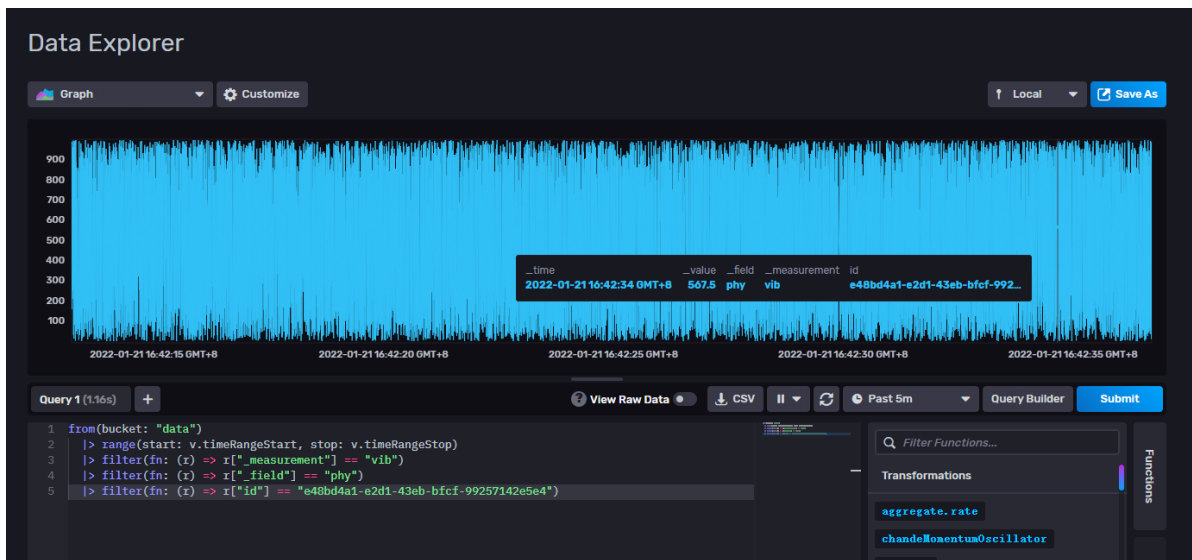 Data Explorer
Graph
Customize
Local
Save As
900
800
700
600
500
400
300
200
100
_time _value _field _measurement id
2022-01-21 16:42:34 GMT+8 567.5 phy vib e48bd4a1-e2d1-43eb-bfcf-992...
2022-01-21 16:42:15 GMT+8
2022-01-21 16:42:20 GMT+8
2022-01-21 16:42:25 GMT+8
2022-01-21 16:42:30 GMT+8
2022-01-21 16:42:35 GMT+8
Query 1 (1.16s)
+
View Raw Data
CSV
Past 5m
Query Builder
Submit
1 from(bucket: "data")
2 |> range(start: v.timeRangeStart, stop: v.timeRangeStop)
3 |> filter(fn: (r) => r["_measurement"] == "vib")
4 |> filter(fn: (r) => r["_field"] == "phy")
5 |> filter(fn: (r) => r["id"] == "e48bd4a1-e2d1-43eb-bfcf-99257142e5e4")
Filter Functions...
Transformations
aggregate.rate
chandeMomentumOscillator
Functions